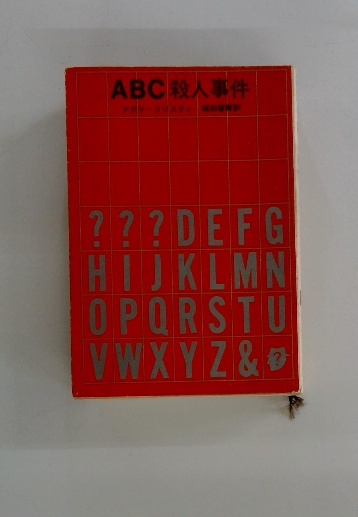 ABC殺人事件
???DEFG
HIJKLMN
OPQRSTU
VWXYZ&?